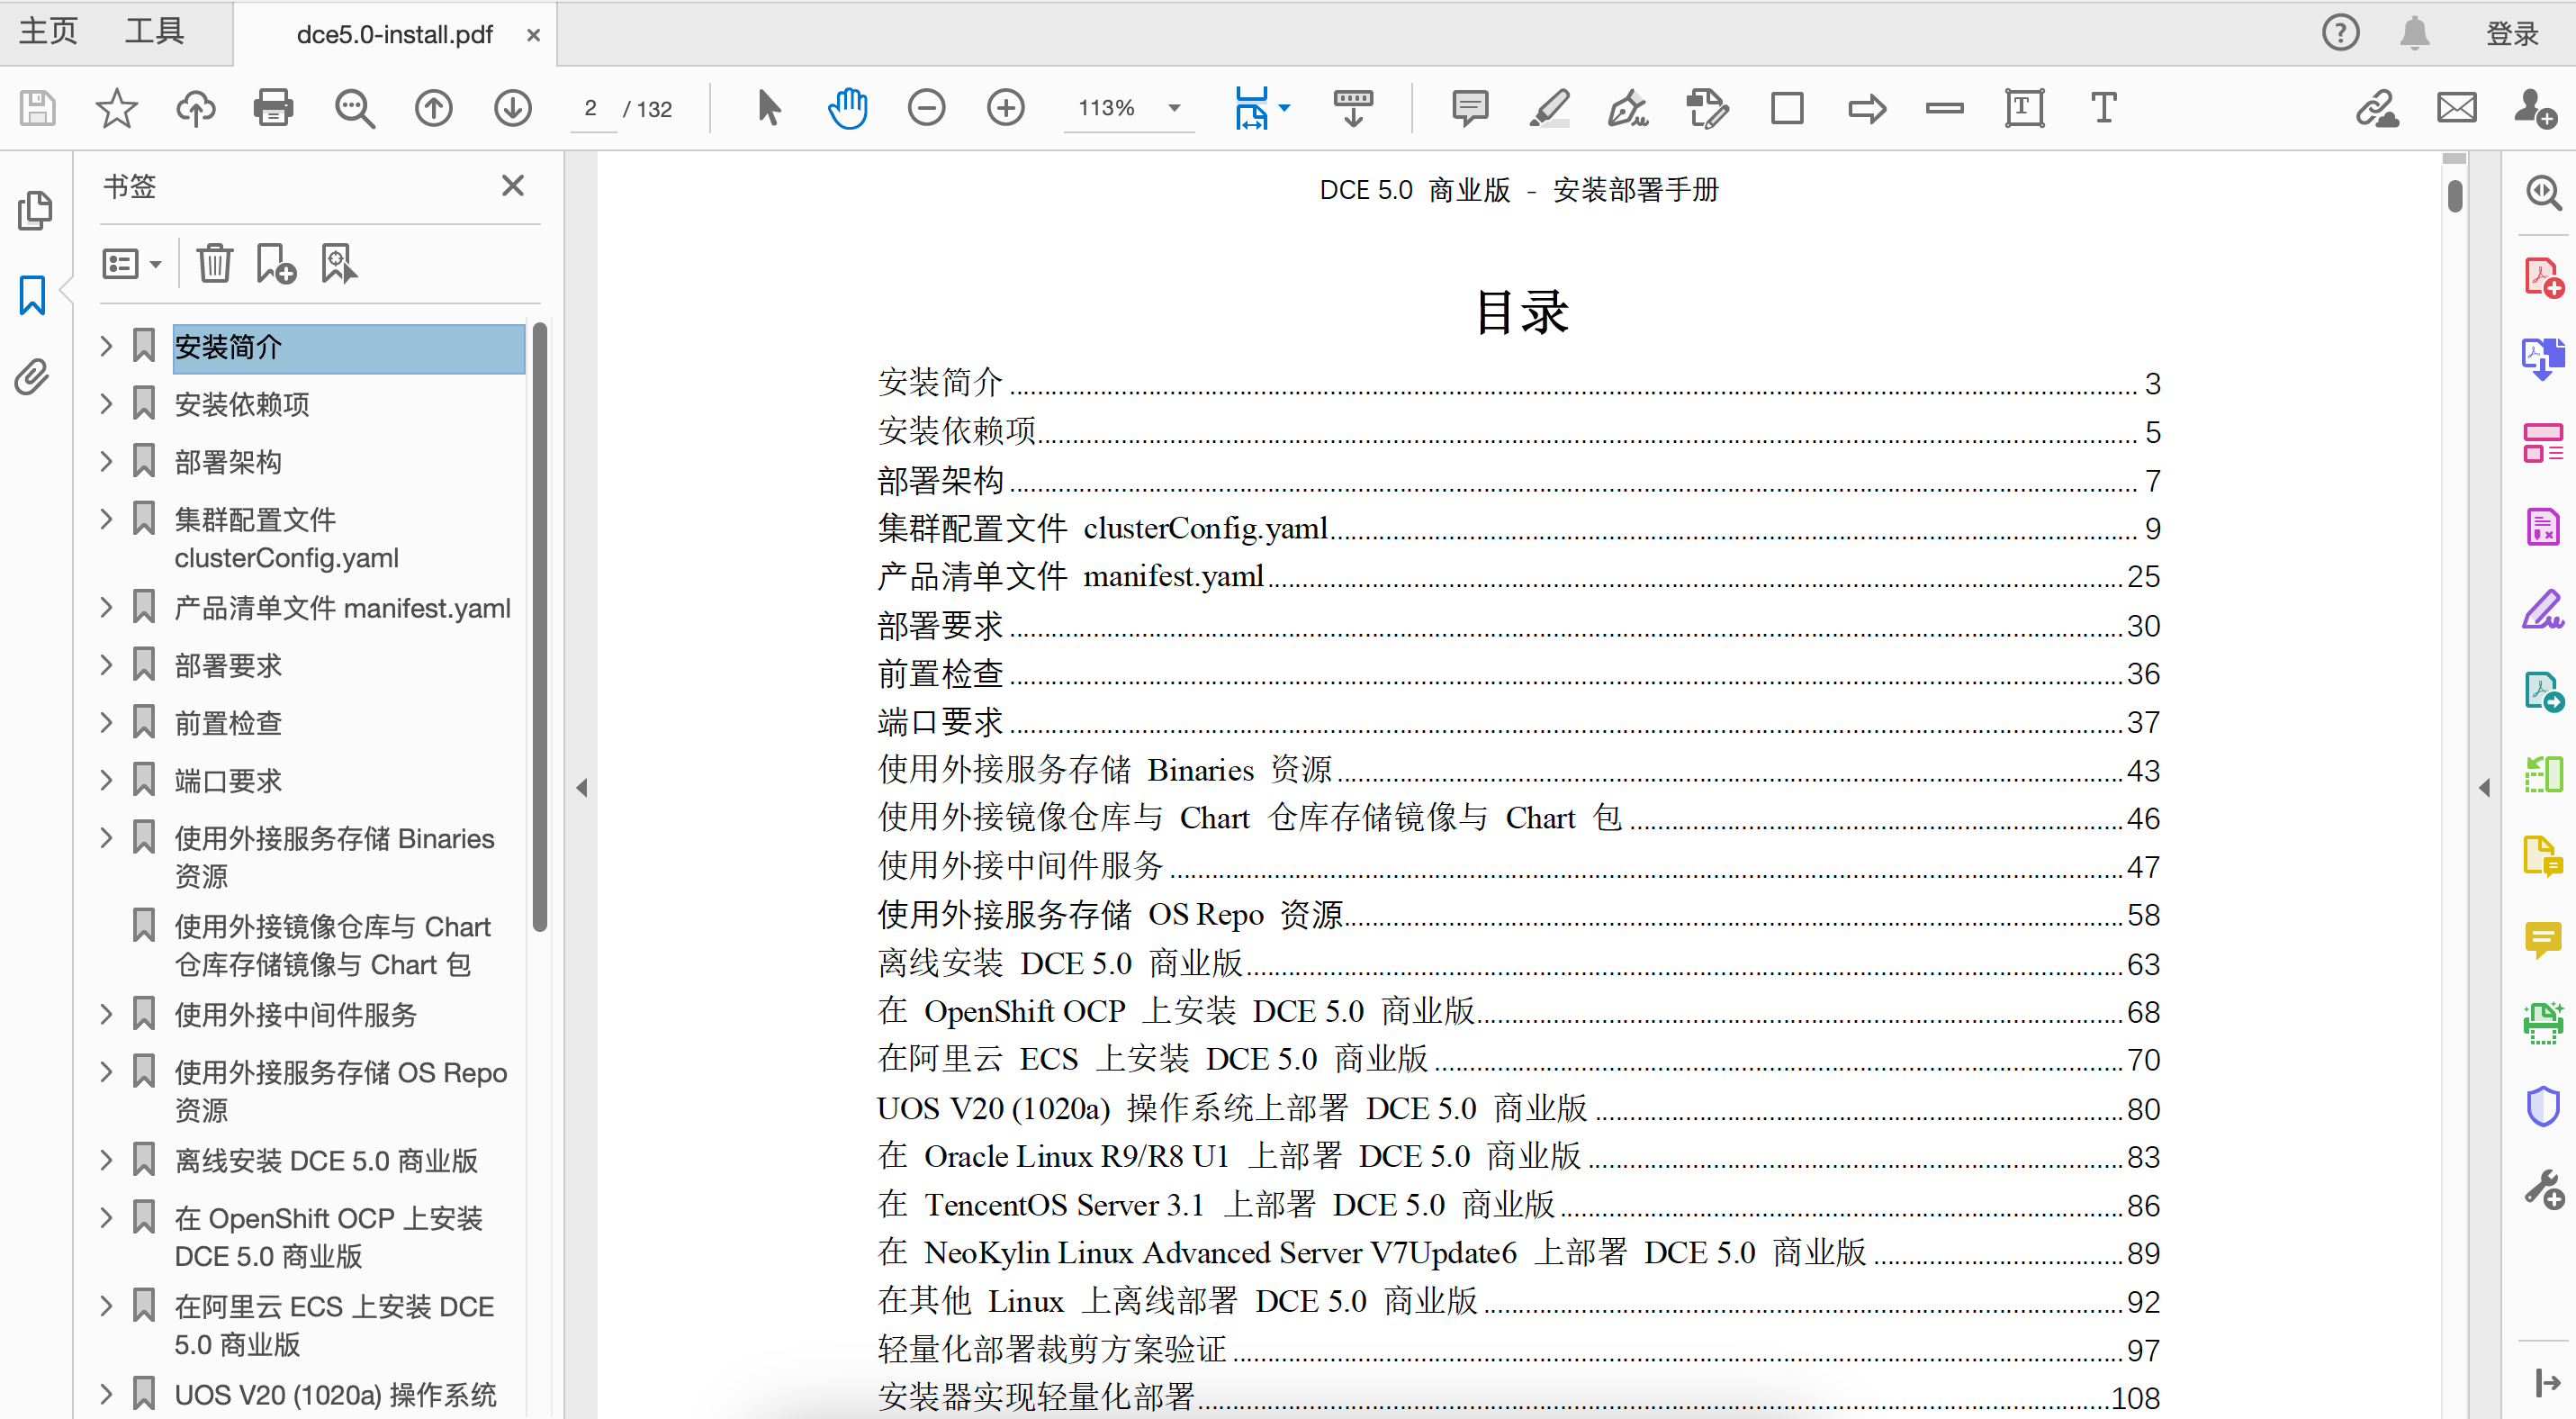 主页 工具 dce5.0-install.pdf × 登录
2 / 132 113%
书签
安装简介
安装依赖项
部署架构
集群配置文件
clusterConfig.yaml
产品清单文件 manifest.yaml
部署要求
前置检查
端口要求
使用外接服务存储 Binaries
资源
使用外接镜像仓库与 Chart
仓库存储镜像与 Chart 包
使用外接中间件服务
使用外接服务存储 OS Repo
资源
离线安装 DCE 5.0 商业版
在 OpenShift OCP 上安装
DCE 5.0 商业版
在阿里云 ECS 上安装 DCE
5.0 商业版
UOS V20 (1020a) 操作系统
DCE 5.0 商业版 - 安装部署手册
目录
安装简介 3
安装依赖项 5
部署架构 7
集群配置文件 clusterConfig.yaml 9
产品清单文件 manifest.yaml 25
部署要求 30
前置检查 36
端口要求 37
使用外接服务存储 Binaries 资源 43
使用外接镜像仓库与 Chart 仓库存储镜像与 Chart 包 46
使用外接中间件服务 47
使用外接服务存储 OS Repo 资源 58
离线安装 DCE 5.0 商业版 63
在 OpenShift OCP 上安装 DCE 5.0 商业版 68
在阿里云 ECS 上安装 DCE 5.0 商业版 70
UOS V20 (1020a) 操作系统上部署 DCE 5.0 商业版 80
在 Oracle Linux R9/R8 U1 上部署 DCE 5.0 商业版 83
在 TencentOS Server 3.1 上部署 DCE 5.0 商业版 86
在 NeoKylin Linux Advanced Server V7Update6 上部署 DCE 5.0 商业版 89
在其他 Linux 上离线部署 DCE 5.0 商业版 92
轻量化部署裁剪方案验证 97
安装器实现轻量化部署 108